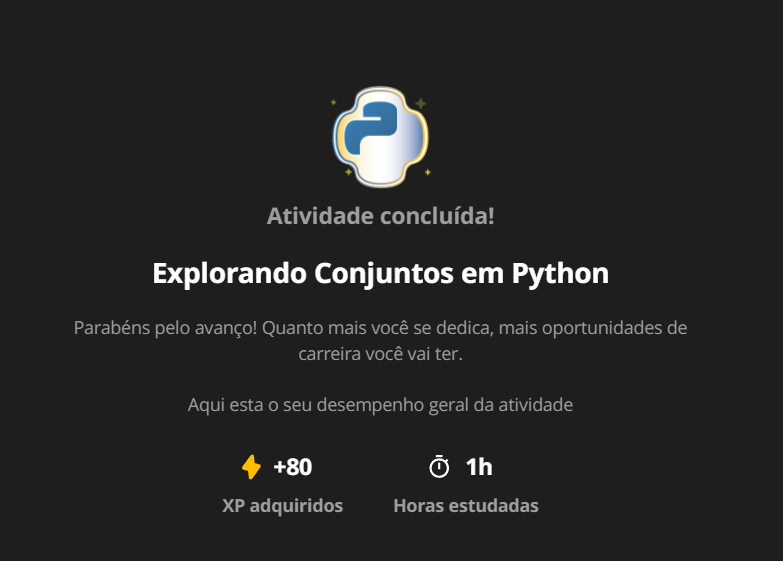 Atividade concluída!
Explorando Conjuntos em Python
Parabéns pelo avanço! Quanto mais você se dedica, mais oportunidades de
carreira você vai ter.
Aqui esta o seu desempenho geral da atividade
+80 1h
XP adquiridos Horas estudadas